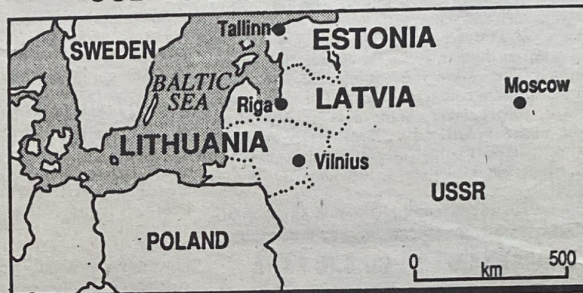 Tallinn
SWEDEN
ESTONIA
BALTIC
SEA
Moscow
Riga
LATVIA
LITHUANIA
Vilnius
USSR
POLAND
0 500
km